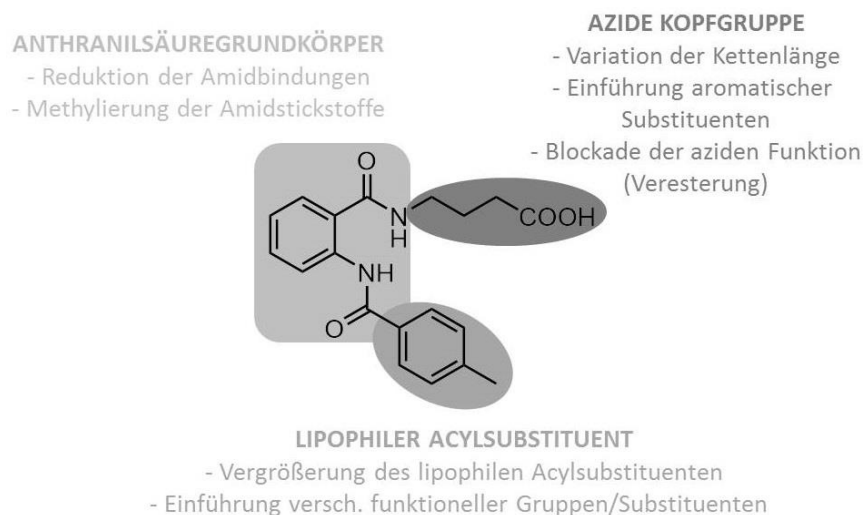 ANTHRANILSÄUREGRUNDKÖRPER
- Reduktion der Amidbindungen
- Methylierung der Amidstickstoffe
AZIDE KOPFGRUPPE
- Variation der Kettenlänge
- Einführung aromatischer
Substituenten
- Blockade der aziden Funktion
(Veresterung)
O
N
H
COOH
NH
O
LIPOPHILER ACYLSUBSTITUENT
- Vergrößerung des lipophilen Acylsubstituenten
- Einführung versch. funktioneller Gruppen/Substituenten